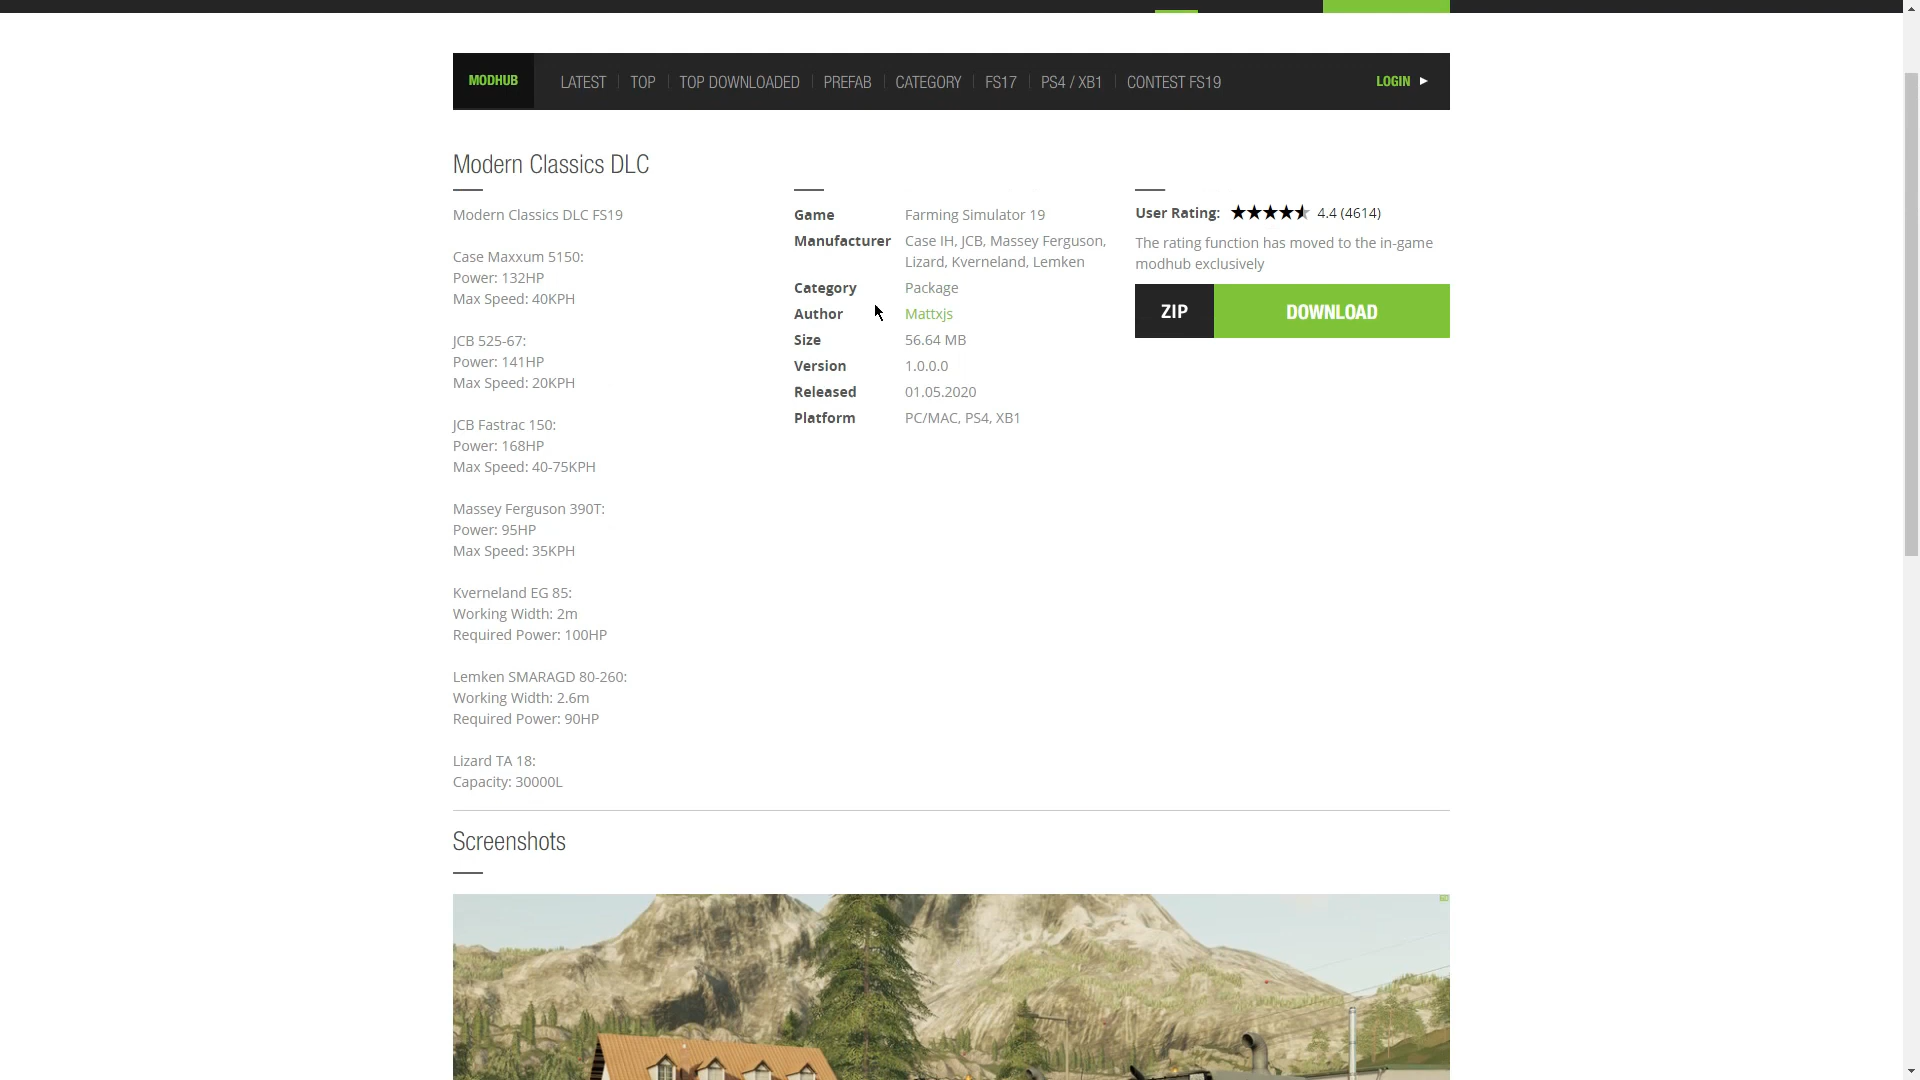 MODHUB
LATEST
TOP
TOP DOWNLOADED
PREFAB
CATEGORY
FS17
PS4 / XB1
CONTEST FS19
LOGIN
Modern Classics DLC
Modern Classics DLC FS19
Case Maxxum 5150:
Power: 132HP
Max Speed: 40KPH
JCB 525-67:
Power: 141HP
Max Speed: 20KPH
JCB Fastrac 150:
Power: 168HP
Max Speed: 40-75KPH
Massey Ferguson 390T:
Power: 95HP
Max Speed: 35KPH
Kverneland EG 85:
Working Width: 2m
Required Power: 100HP
Lemken SMARAGD 80-260:
Working Width: 2.6m
Required Power: 90HP
Lizard TA 18:
Capacity: 30000L
Game Farming Simulator 19
Manufacturer Case IH, JCB, Massey Ferguson,
Lizard, Kverneland, Lemken
Category Package
Author Mattxjs
Size 56.64 MB
Version 1.0.0.0
Released 01.05.2020
Platform PC/MAC, PS4, XB1
User Rating: 4.4 (4614)
The rating function has moved to the in-game
modhub exclusively
ZIP DOWNLOAD
Screenshots